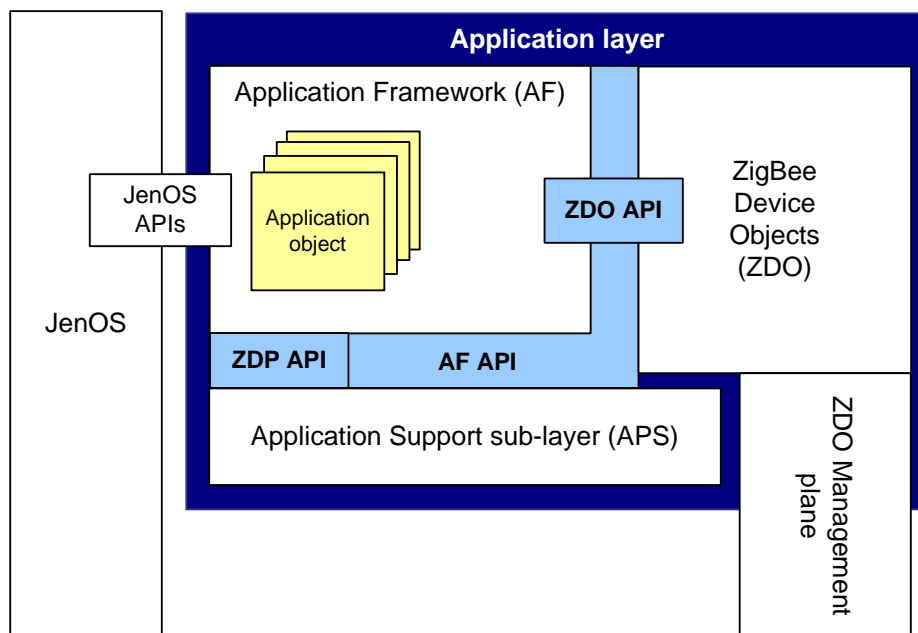 Application layer
Application Framework (AF)
JenOS
APIs
Application
object
ZDO API
ZigBee
Device
Objects
(ZDO)
JenOS
ZDP API
AF API
Application Support sub-layer (APS)
ZDO Management
plane